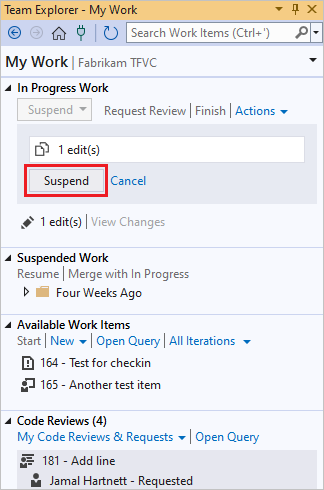 Team Explorer - My Work
Search Work Items (Ctrl+')
My Work | Fabrikam TFVC
In Progress Work
Suspend | Request Review | Finish | Actions
1 edit(s)
Suspend Cancel
1 edit(s) | View Changes
Suspended Work
Resume | Merge with In Progress
Four Weeks Ago
Available Work Items
Start | New | Open Query | All Iterations
164 - Test for checkin
165 - Another test item
Code Reviews (4)
My Code Reviews & Requests | Open Query
181 - Add line
Jamal Hartnett - Requested